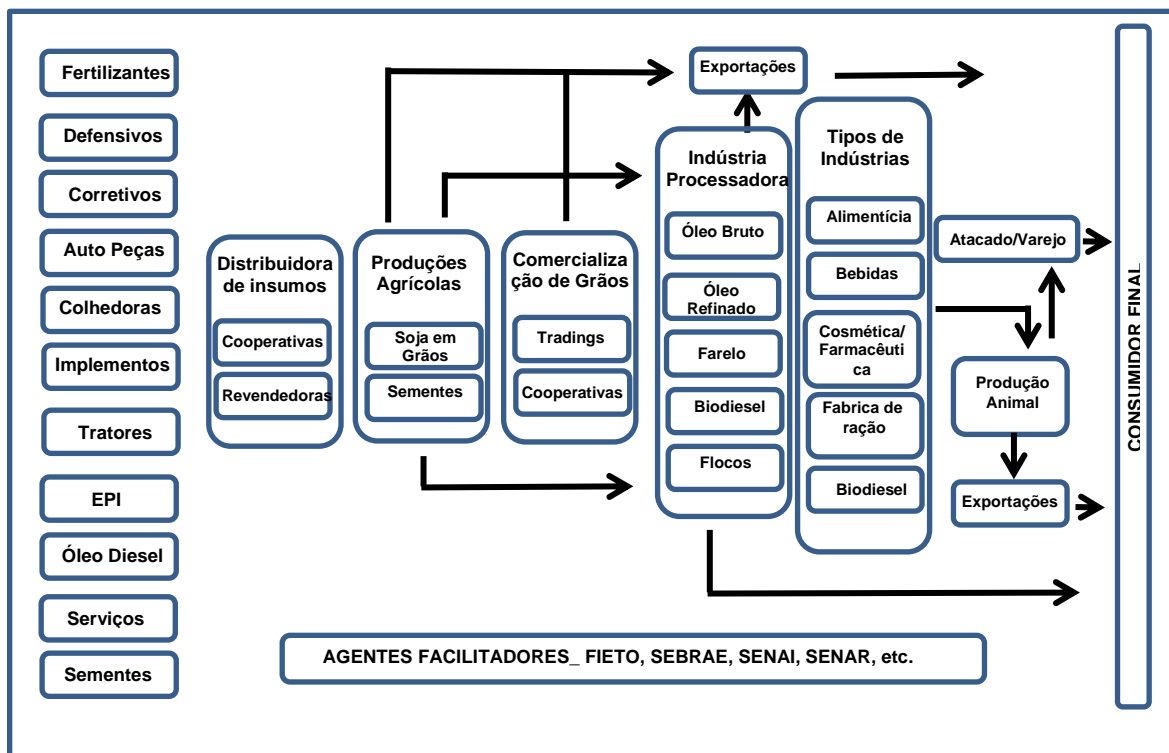 Fertilizantes
Defensivos
Corretivos
Auto Peças
Colhedoras
Implementos
Tratores
EPI
Óleo Diesel
Serviços
Sementes
Distribuidora
de insumos
Cooperativas
Revendedoras
Produções
Agrícolas
Soja em
Grãos
Sementes
Comercializa
ção de Grãos
Tradings
Cooperativas
Exportações
Indústria
Processadora
Óleo Bruto
Óleo
Refinado
Farelo
Biodiesel
Flocos
Tipos de
Indústrias
Alimentícia
Bebidas
Cosmética/
Farmacêuti
ca
Fabrica de
ração
Biodiesel
Atacado/Varejo
Produção
Animal
Exportações
CONSUMIDOR FINAL
AGENTES FACILITADORES_ FIETO, SEBRAE, SENAI, SENAR, etc.